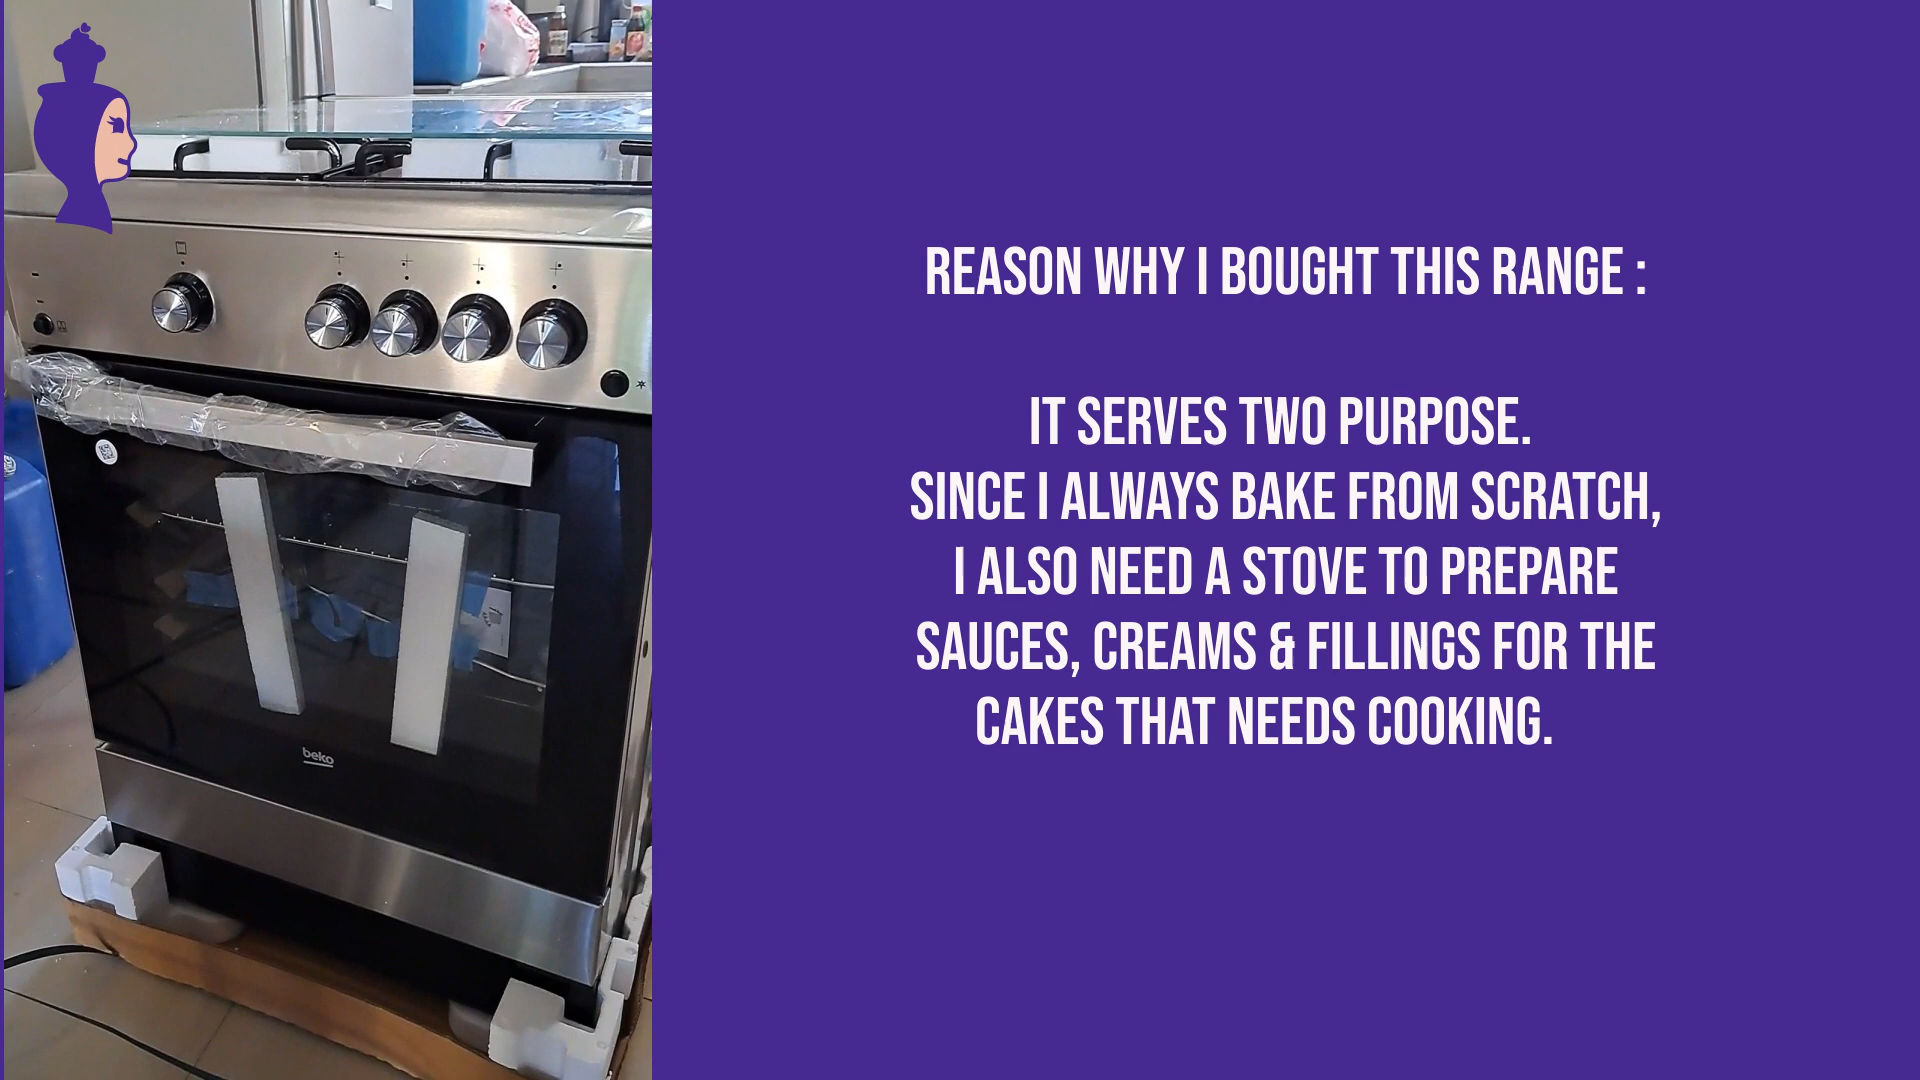 REASON WHY I BOUGHT THIS RANGE :
IT SERVES TWO PURPOSE.
SINCE I ALWAYS BAKE FROM SCRATCH,
I ALSO NEED A STOVE TO PREPARE
SAUCES, CREAMS & FILLINGS FOR THE
CAKES THAT NEEDS COOKING.
beko